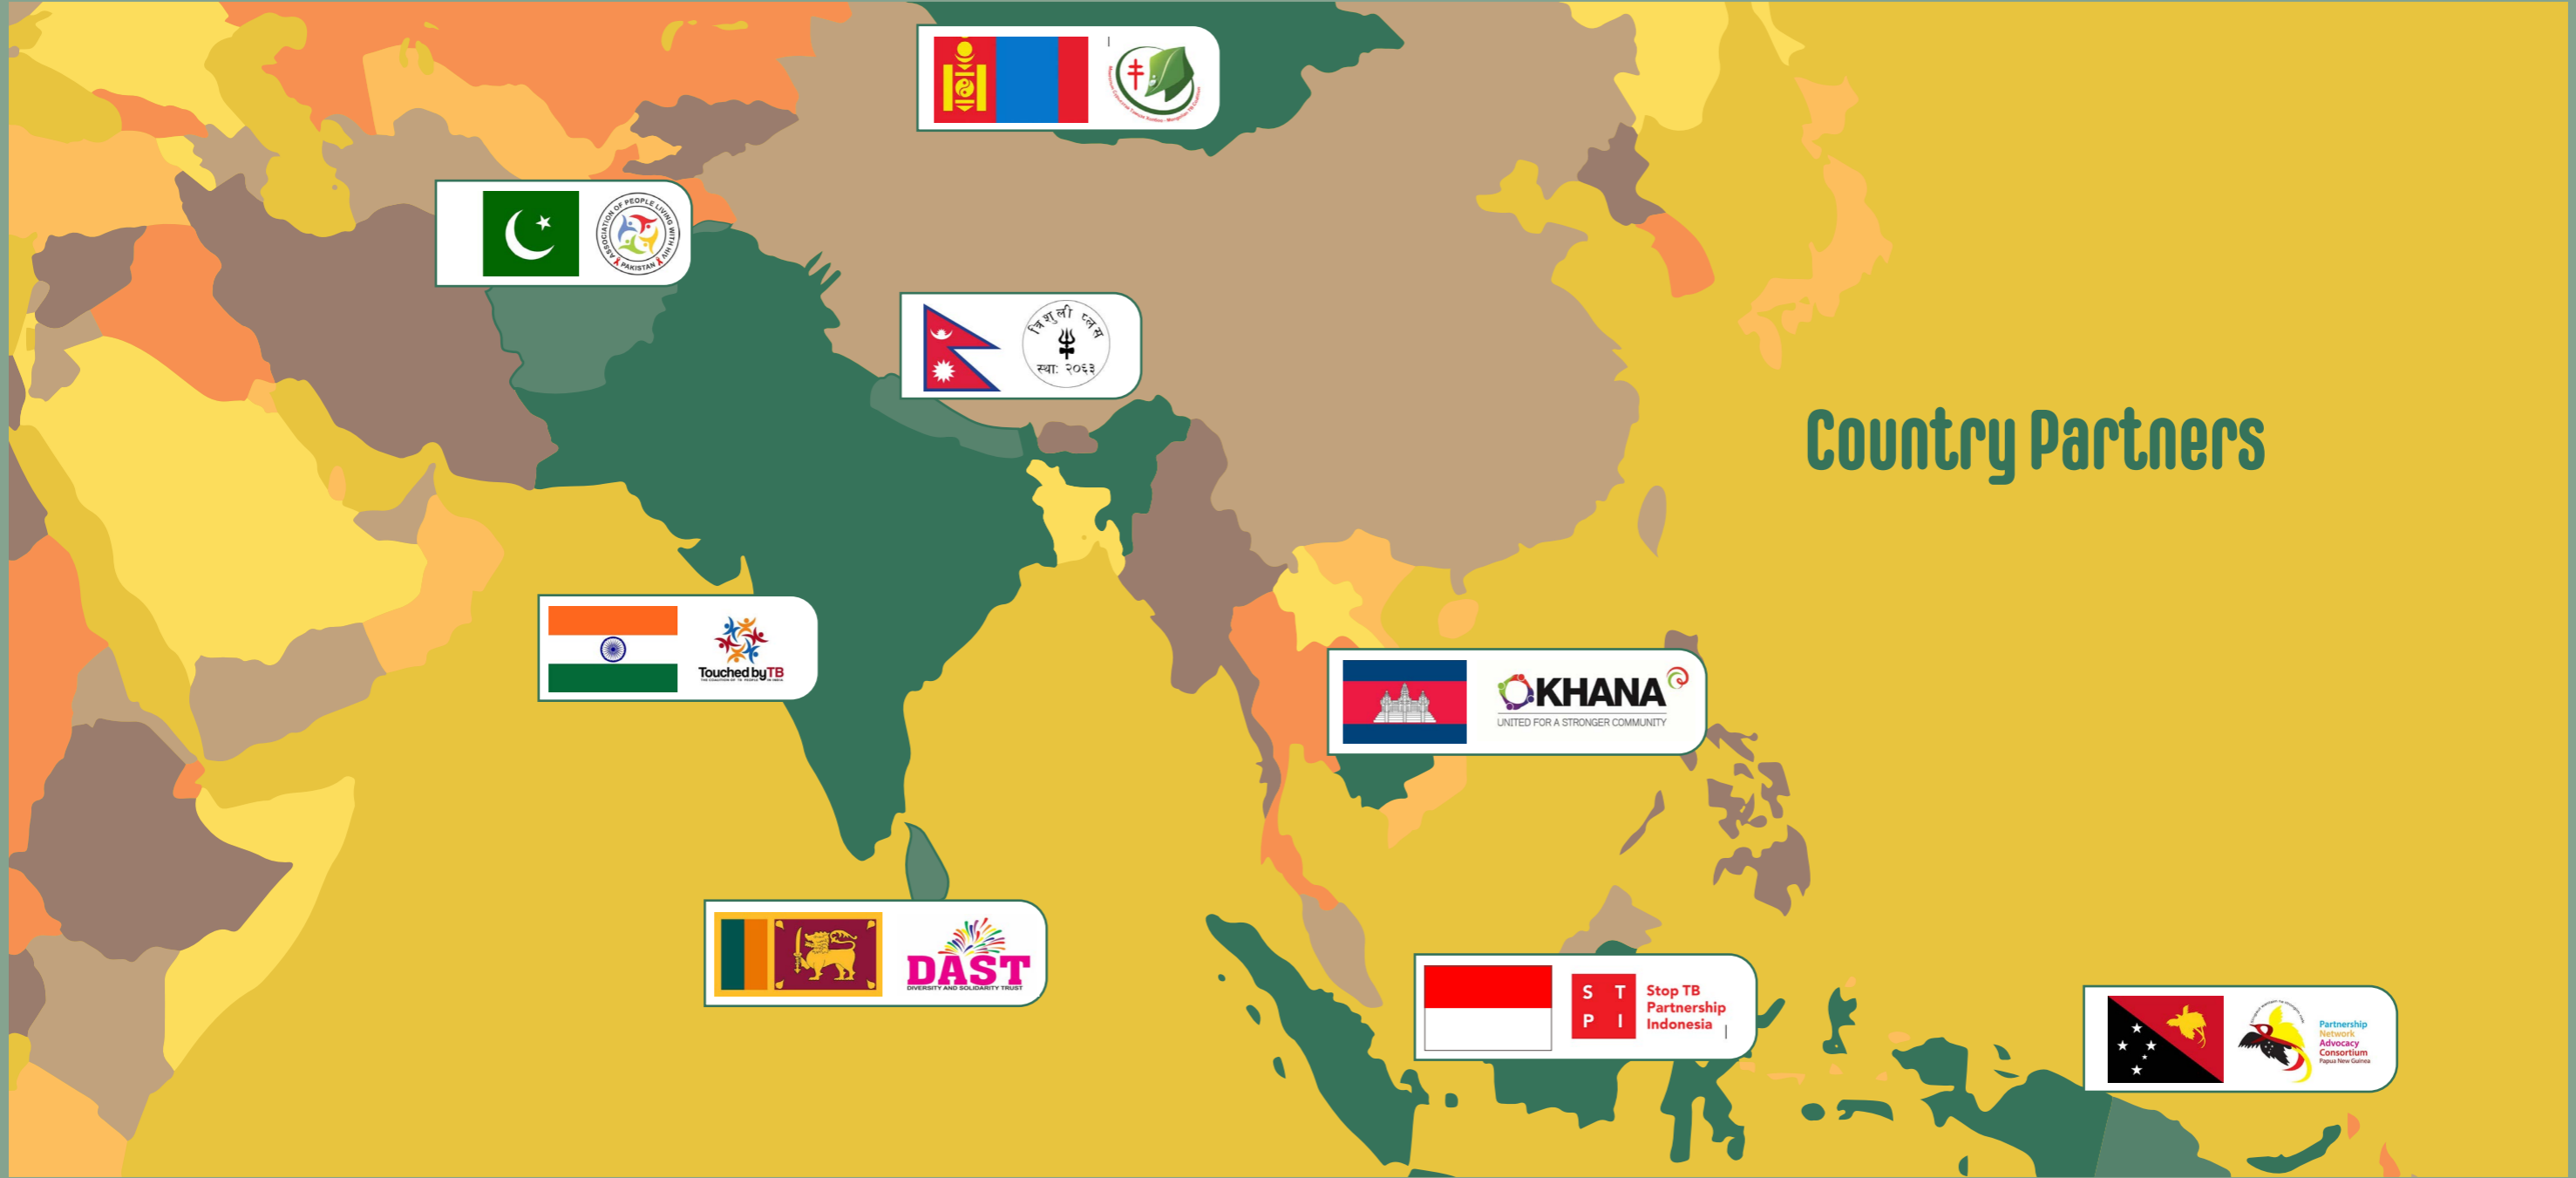 ASSOCIATION OF PEOPLE LIVING WITH HIV
PAKISTAN
त्रिशुली प्लस
स्था: २०६३
Country Partners
Touched by TB
KHANA
UNITED FOR A STRONGER COMMUNITY
DAST
DIVERSITY AND SOLIDARITY TRUST
S T
P I
Stop TB
Partnership
Indonesia
Partnership
Network
Advocacy
Consortium
Papua New Guinea